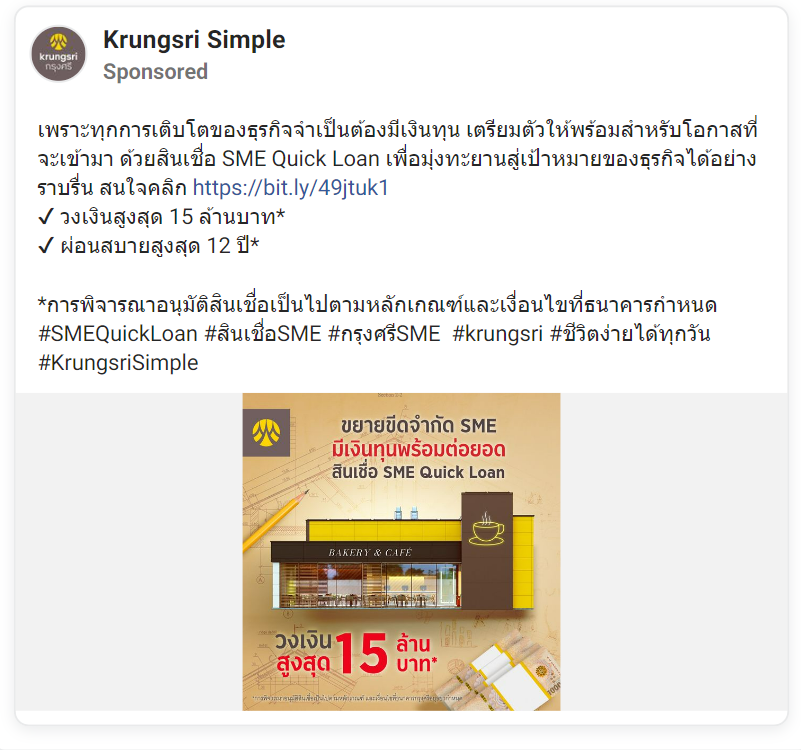 krungsri
กรุงศรี
Krungsri Simple
Sponsored
เพราะทุกการเติบโตของธุรกิจจำเป็นต้องมีเงินทุน เตรียมตัวให้พร้อมสำหรับโอกาสที่
จะเข้ามา ด้วยสินเชื่อ SME Quick Loan เพื่อมุ่งทะยานสู่เป้าหมายของธุรกิจได้อย่าง
ราบรื่น สนใจคลิก https://bit.ly/49jtuk1
✓ วงเงินสูงสุด 15 ล้านบาท*
✓ ผ่อนสบายสูงสุด 12 ปี*
*การพิจารณาอนุมัติสินเชื่อเป็นไปตามหลักเกณฑ์และเงื่อนไขที่ธนาคารกำหนด
#SMEQuickLoan #สินเชื่อSME #กรุงศรีSME #krungsri #ชีวิตง่ายได้ทุกวัน
#KrungsriSimple
ขยายขีดจำกัด SME
มีเงินทุนพร้อมต่อยอด
สินเชื่อ SME Quick Loan
BAKERY & CAFE
วงเงิน
สูงสุด 15 ล้าน
บาท*